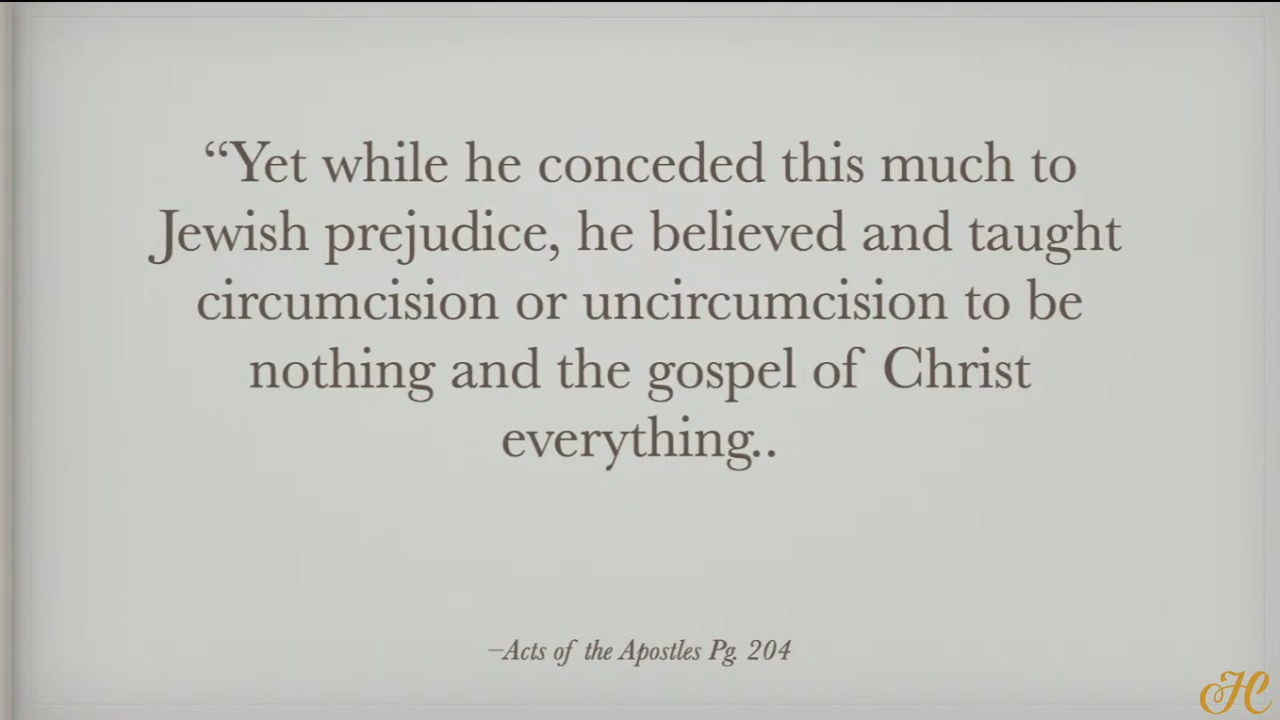 “Yet while he conceded this much to
Jewish prejudice, he believed and taught
circumcision or uncircumcision to be
nothing and the gospel of Christ
everything..
–Acts of the Apostles Pg. 204
HC